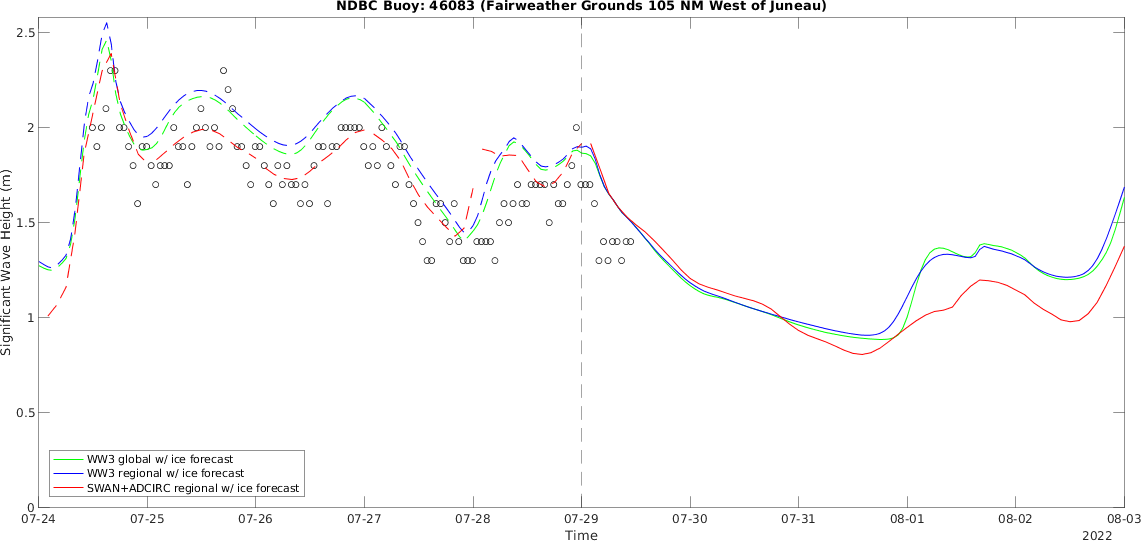 NDBC Buoy: 46083 (Fairweather Grounds 105 NM West of Juneau)
2.5
2
1.5
1
0.5
0
Significant Wave Height (m)
WW3 global w/ ice forecast
WW3 regional w/ ice forecast
SWAN+ADCIRC regional w/ ice forecast
07-24 07-25 07-26 07-27 07-28 07-29 07-30 07-31 08-01 08-02 08-03
Time
2022